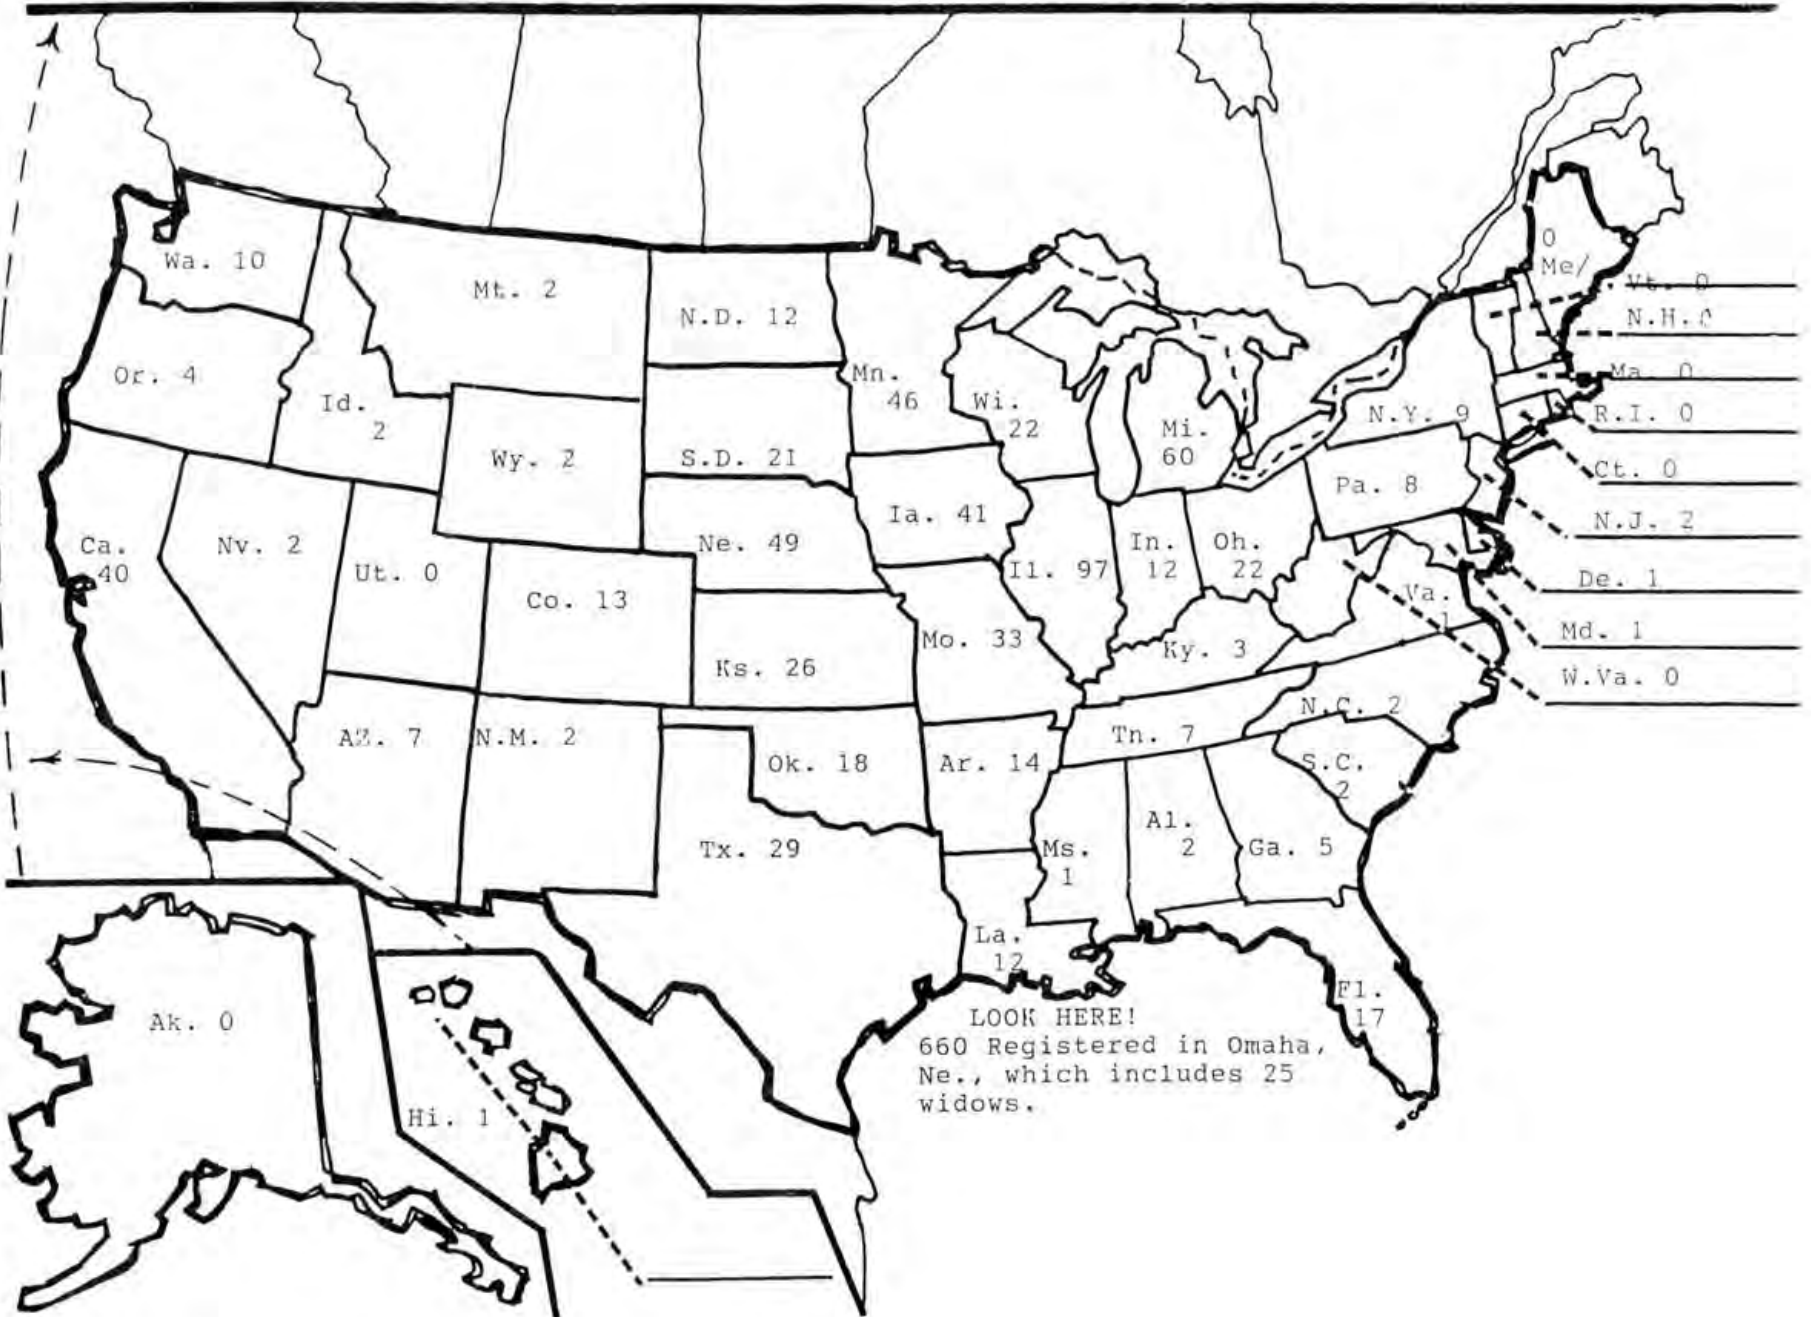 0
Me/
Vt. 0
Wa. 10
Mt. 2
N.D. 12
N.H.
Or. 4
Id.
2
Mn.
46
Wi.
22
Mi.
60
N.Y. 9
Ma. 0
R.I. 0
Wy. 2
S.D. 21
Pa. 8
Ct. 0
Ia. 41
N.J. 2
Ca.
40
Nv. 2
Ut. 0
Ne. 49
Il. 97
In.
12
Oh.
22
De. 1
Co. 13
Va.
1
Md. 1
Mo. 33
Ky. 3
Ks. 26
W.Va. 0
AZ. 7
N.M. 2
Ok. 18
Ar. 14
Tn. 7
N.C. 2
S.C.
2
Tx. 29
Ms.
1
Al.
2
Ga. 5
La.
12
Fl.
17
Ak. 0
Hi. 1
LOOK HERE!
660 Registered in Omaha,
Ne., which includes 25
widows.